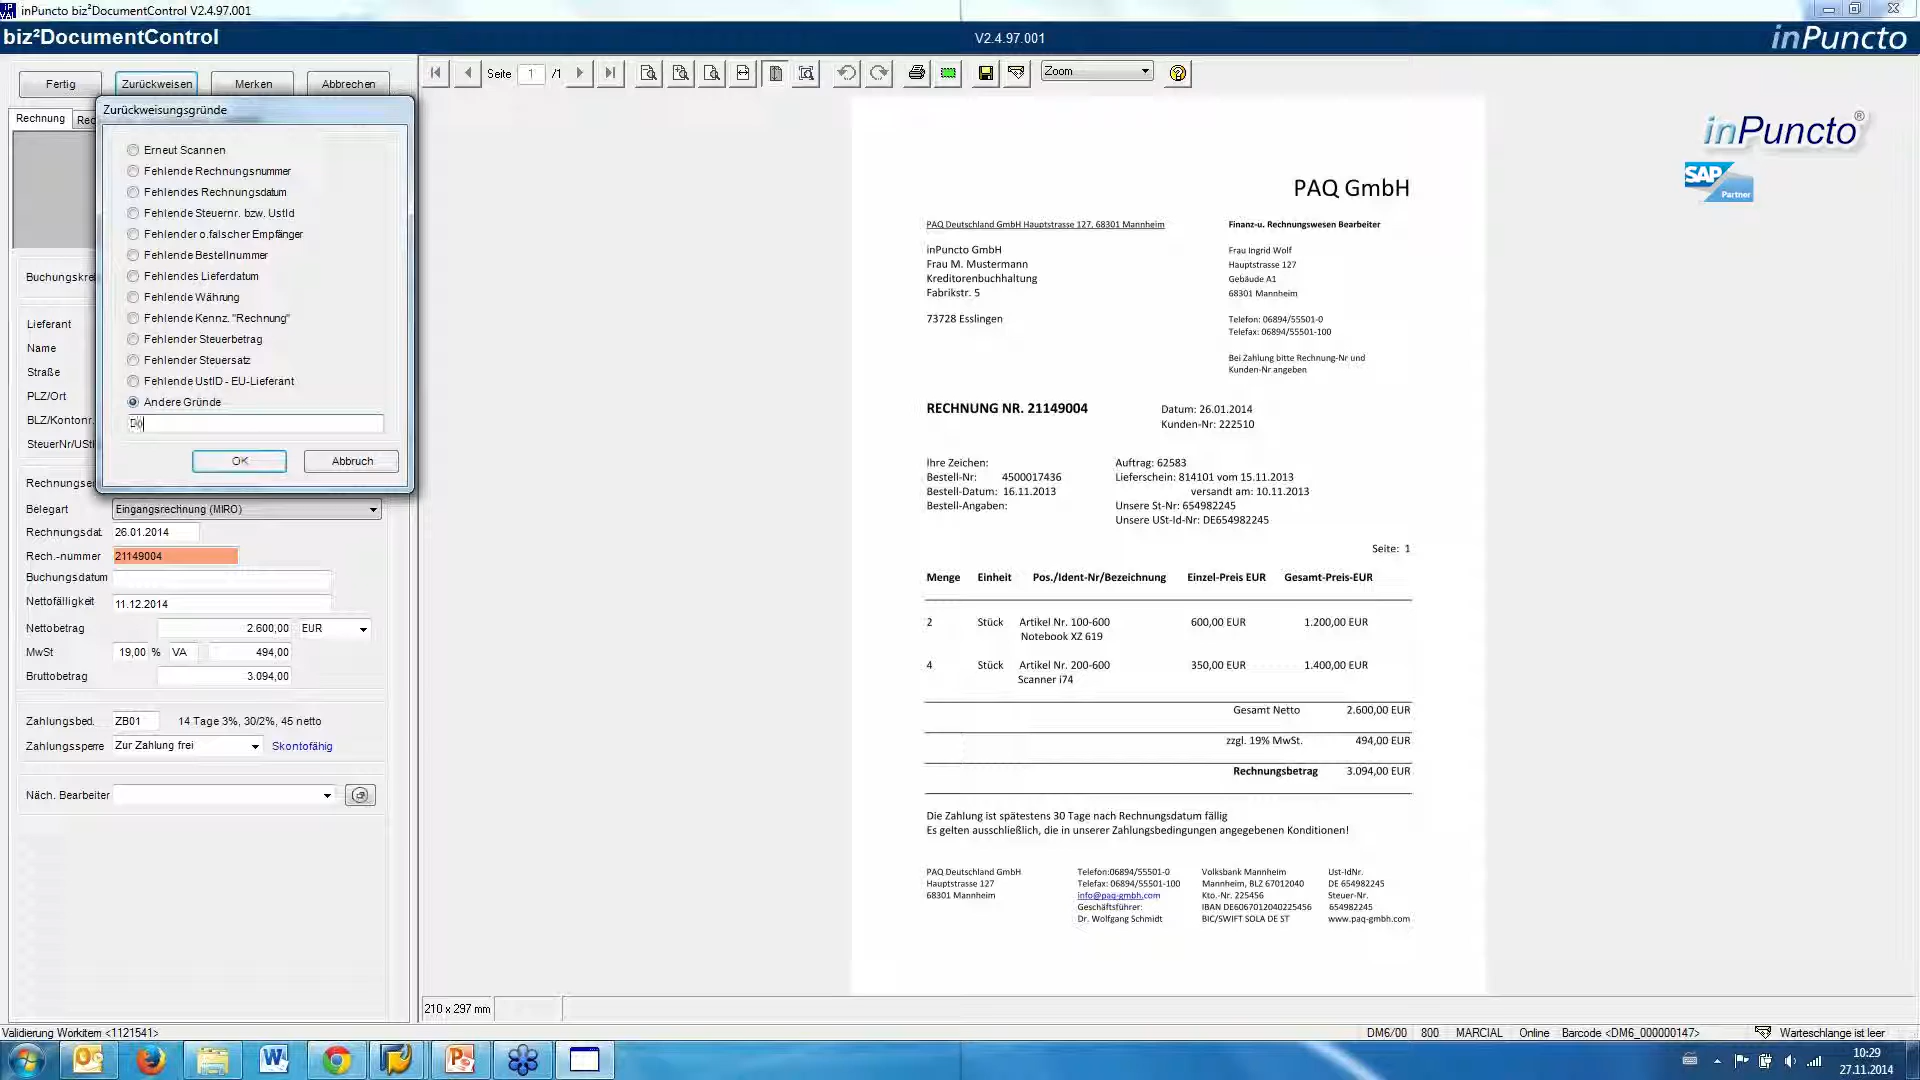 inPuncto biz²DocumentControl V2.4.97.001
biz²DocumentControl
V2.4.97.001
inPuncto
Fertig
Zurückweisen
Merken
Abbrechen
Seite 1 /1
Zoom
Rechnung
Zurückweisungsgründe
Erneut Scannen
Fehlende Rechnungsnummer
Fehlendes Rechnungsdatum
Fehlende Steuernr. bzw. UstId
Fehlender o.falscher Empfänger
Fehlende Bestellnummer
Fehlendes Lieferdatum
Fehlende Währung
Fehlende Kennz. "Rechnung"
Fehlender Steuerbetrag
Fehlender Steuersatz
Fehlende UstID - EU-Lieferant
Andere Gründe
OK
Abbruch
Buchungskre
Lieferant
Name
Straße
PLZ/Ort
BLZ/Kontonr.
SteuerNr/USt
Rechnungse
Belegart Eingangsrechnung (MIRO)
Rechnungsdat 26.01.2014
Rech.-nummer 21149004
Buchungsdatum
Nettofälligkeit 11.12.2014
Nettobetrag 2.600,00 EUR
MwSt 19,00 % VA 494,00
Bruttobetrag 3.094,00
Zahlungsbed. ZB01 14 Tage 3%, 30/2%, 45 netto
Zahlungssperre Zur Zahlung frei Skontofähig
Näch. Bearbeiter
inPuncto®
SAP Partner
PAQ GmbH
PAQ Deutschland GmbH Hauptstrasse 127, 68301 Mannheim
inPuncto GmbH
Frau M. Mustermann
Kreditorenbuchhaltung
Fabrikstr. 5
73728 Esslingen
Finanz-u. Rechnungswesen Bearbeiter
Frau Ingrid Wolf
Hauptstrasse 127
Gebäude A1
68301 Mannheim
Telefon: 06894/55501-0
Telefax: 06894/55501-100
Bei Zahlung bitte Rechnung-Nr und
Kunden-Nr angeben
RECHNUNG NR. 21149004
Datum: 26.01.2014
Kunden-Nr: 222510
Ihre Zeichen:
Bestell-Nr: 4500017436
Bestell-Datum: 16.11.2013
Bestell-Angaben:
Auftrag: 62583
Lieferschein: 814101 vom 15.11.2013
versandt am: 10.11.2013
Unsere St-Nr: 654982245
Unsere USt-Id-Nr: DE654982245
Seite: 1
Menge Einheit Pos./Ident-Nr/Bezeichnung Einzel-Preis EUR Gesamt-Preis-EUR
2 Stück Artikel Nr. 100-600 600,00 EUR 1.200,00 EUR
Notebook XZ 619
4 Stück Artikel Nr. 200-600 350,00 EUR 1.400,00 EUR
Scanner i74
Gesamt Netto 2.600,00 EUR
zzgl. 19% MwSt. 494,00 EUR
Rechnungsbetrag 3.094,00 EUR
Die Zahlung ist spätestens 30 Tage nach Rechnungsdatum fällig
Es gelten ausschließlich, die in unserer Zahlungsbedingungen angegebenen Konditionen!
PAQ Deutschland GmbH
Hauptstrasse 127
68301 Mannheim
Telefon:06894/55501-0
Telefax: 06894/55501-100
info@paq-gmbh.com
Geschäftsführer:
Dr. Wolfgang Schmidt
Volksbank Mannheim
Mannheim, BLZ 67012040
Kto.-Nr. 225456
IBAN DE6067012040225456
BIC/SWIFT SOLA DE ST
Ust-IdNr.
DE 654982245
Steuer-Nr.
654982245
www.paq-gmbh.com
210 x 297 mm
Validierung Workitem <1121541>
DM6/00 800 MARCIAL Online Barcode <DM6_000000147> Warteschlange ist leer
10:29
27.11.2014